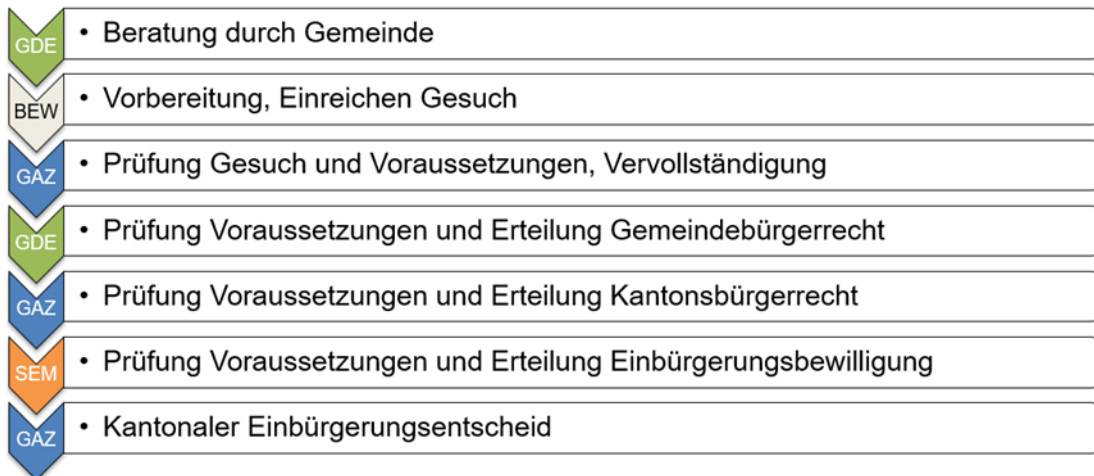 GDE • Beratung durch Gemeinde
BEW • Vorbereitung, Einreichen Gesuch
GAZ • Prüfung Gesuch und Voraussetzungen, Vervollständigung
GDE • Prüfung Voraussetzungen und Erteilung Gemeindebürgerrecht
GAZ • Prüfung Voraussetzungen und Erteilung Kantonsbürgerrecht
SEM • Prüfung Voraussetzungen und Erteilung Einbürgerungsbewilligung
GAZ • Kantonaler Einbürgerungsentscheid